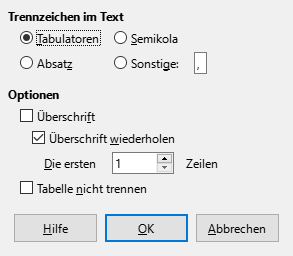 Trennzeichen im Text
Tabulatoren Semikola
Absatz Sonstige: ,
Optionen
Überschrift
Überschrift wiederholen
Die ersten 1 Zeilen
Tabelle nicht trennen
Hilfe OK Abbrechen